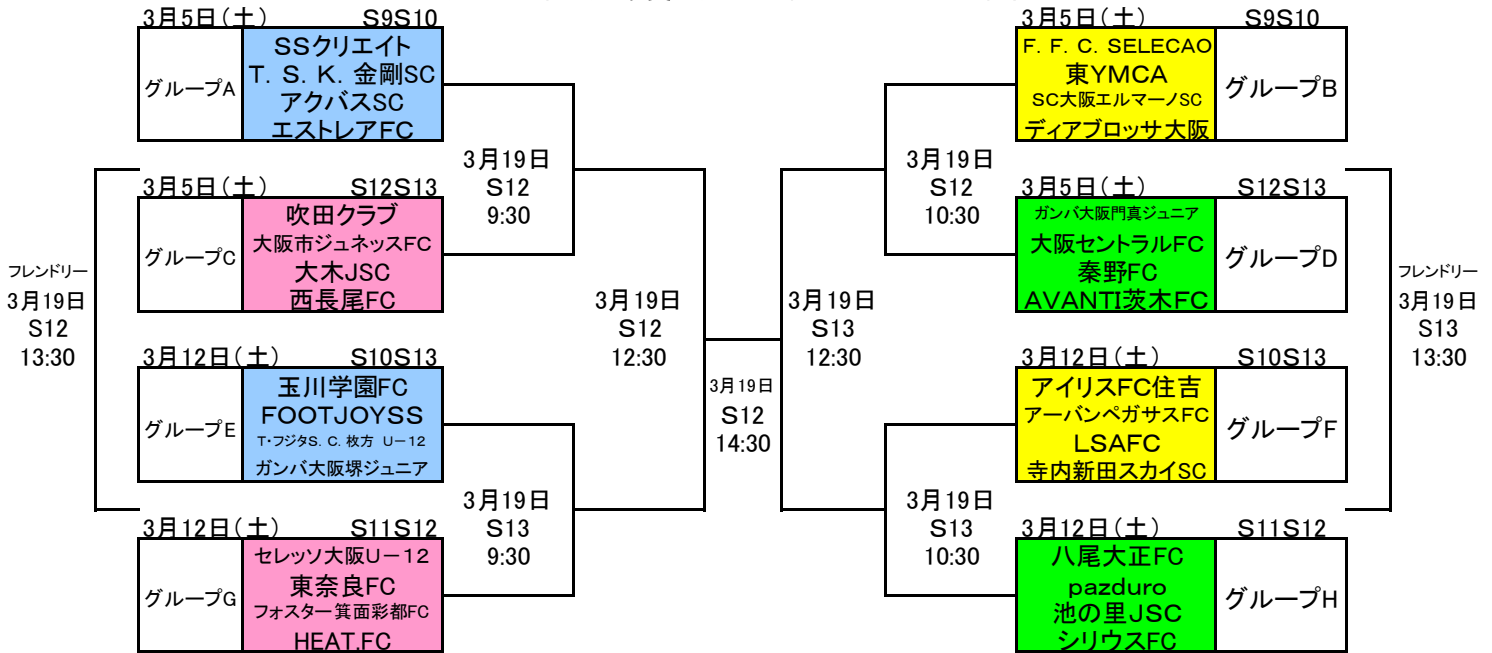 3月5日(土) S9S10
グループA
SSクリエイト
T. S. K. 金剛SC
アクバスSC
エストレアFC
3月5日(土) S12S13
グループC
吹田クラブ
大阪市ジュネッスFC
大木JSC
西長尾FC
3月12日(土) S10S13
グループE
玉川学園FC
FOOTJOYSS
T・フジタS. C. 枚方 U-12
ガンバ大阪堺ジュニア
3月12日(土) S11S12
グループG
セレッソ大阪U-12
東奈良FC
フォスター箕面彩都FC
HEAT.FC
フレンドリー
3月19日
S12
13:30
3月19日
S12
9:30
3月19日
S13
9:30
3月19日
S12
12:30
3月19日
S12
14:30
3月19日
S13
12:30
3月19日
S12
10:30
3月19日
S13
10:30
3月5日(土) S9S10
F. F. C. SELECAO
東YMCA
SC大阪エルマーノSC
ディアブロッサ大阪
グループB
3月5日(土) S12S13
ガンバ大阪門真ジュニア
大阪セントラルFC
秦野FC
AVANTI茨木FC
グループD
3月12日(土) S10S13
アイリスFC住吉
アーバンペガサスFC
LSAFC
寺内新田スカイSC
グループF
3月12日(土) S11S12
八尾大正FC
pazduro
池の里JSC
シリウスFC
グループH
フレンドリー
3月19日
S13
13:30